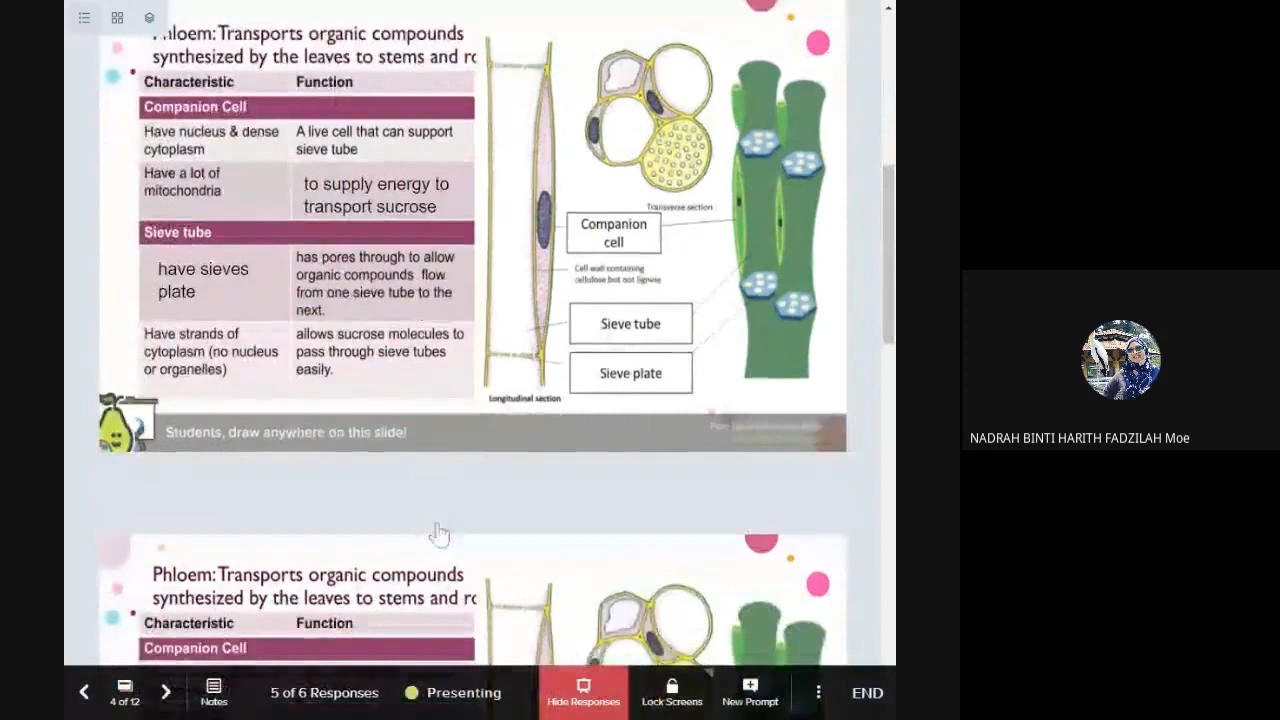 Phloem: Transports organic compounds
synthesized by the leaves to stems and
Characteristic Function
Companion Cell
Have nucleus & dense
cytoplasm
A live cell that can support
sieve tube
Have a lot of
mitochondria
to supply energy to
transport sucrose
Sieve tube
have sieves
plate
has pores through to allow
organic compounds flow
from one sieve tube to the
next.
Have strands of
cytoplasm (no nucleus
or organelles)
allows sucrose molecules to
pass through sieve tubes
easily.
Transverse section
Companion
cell
Cell wall containing
cellulose but not lignine
Sieve tube
Sieve plate
Longitudinal section
Students, draw anywhere on this slide!
Phloem: Transports organic compounds
synthesized by the leaves to stems and
Characteristic Function
Companion Cell
4 of 12
Notes
5 of 6 Responses
Presenting
Hide Responses
Lock Screens
New Prompt
END
NADRAH BINTI HARITH FADZILAH Moe